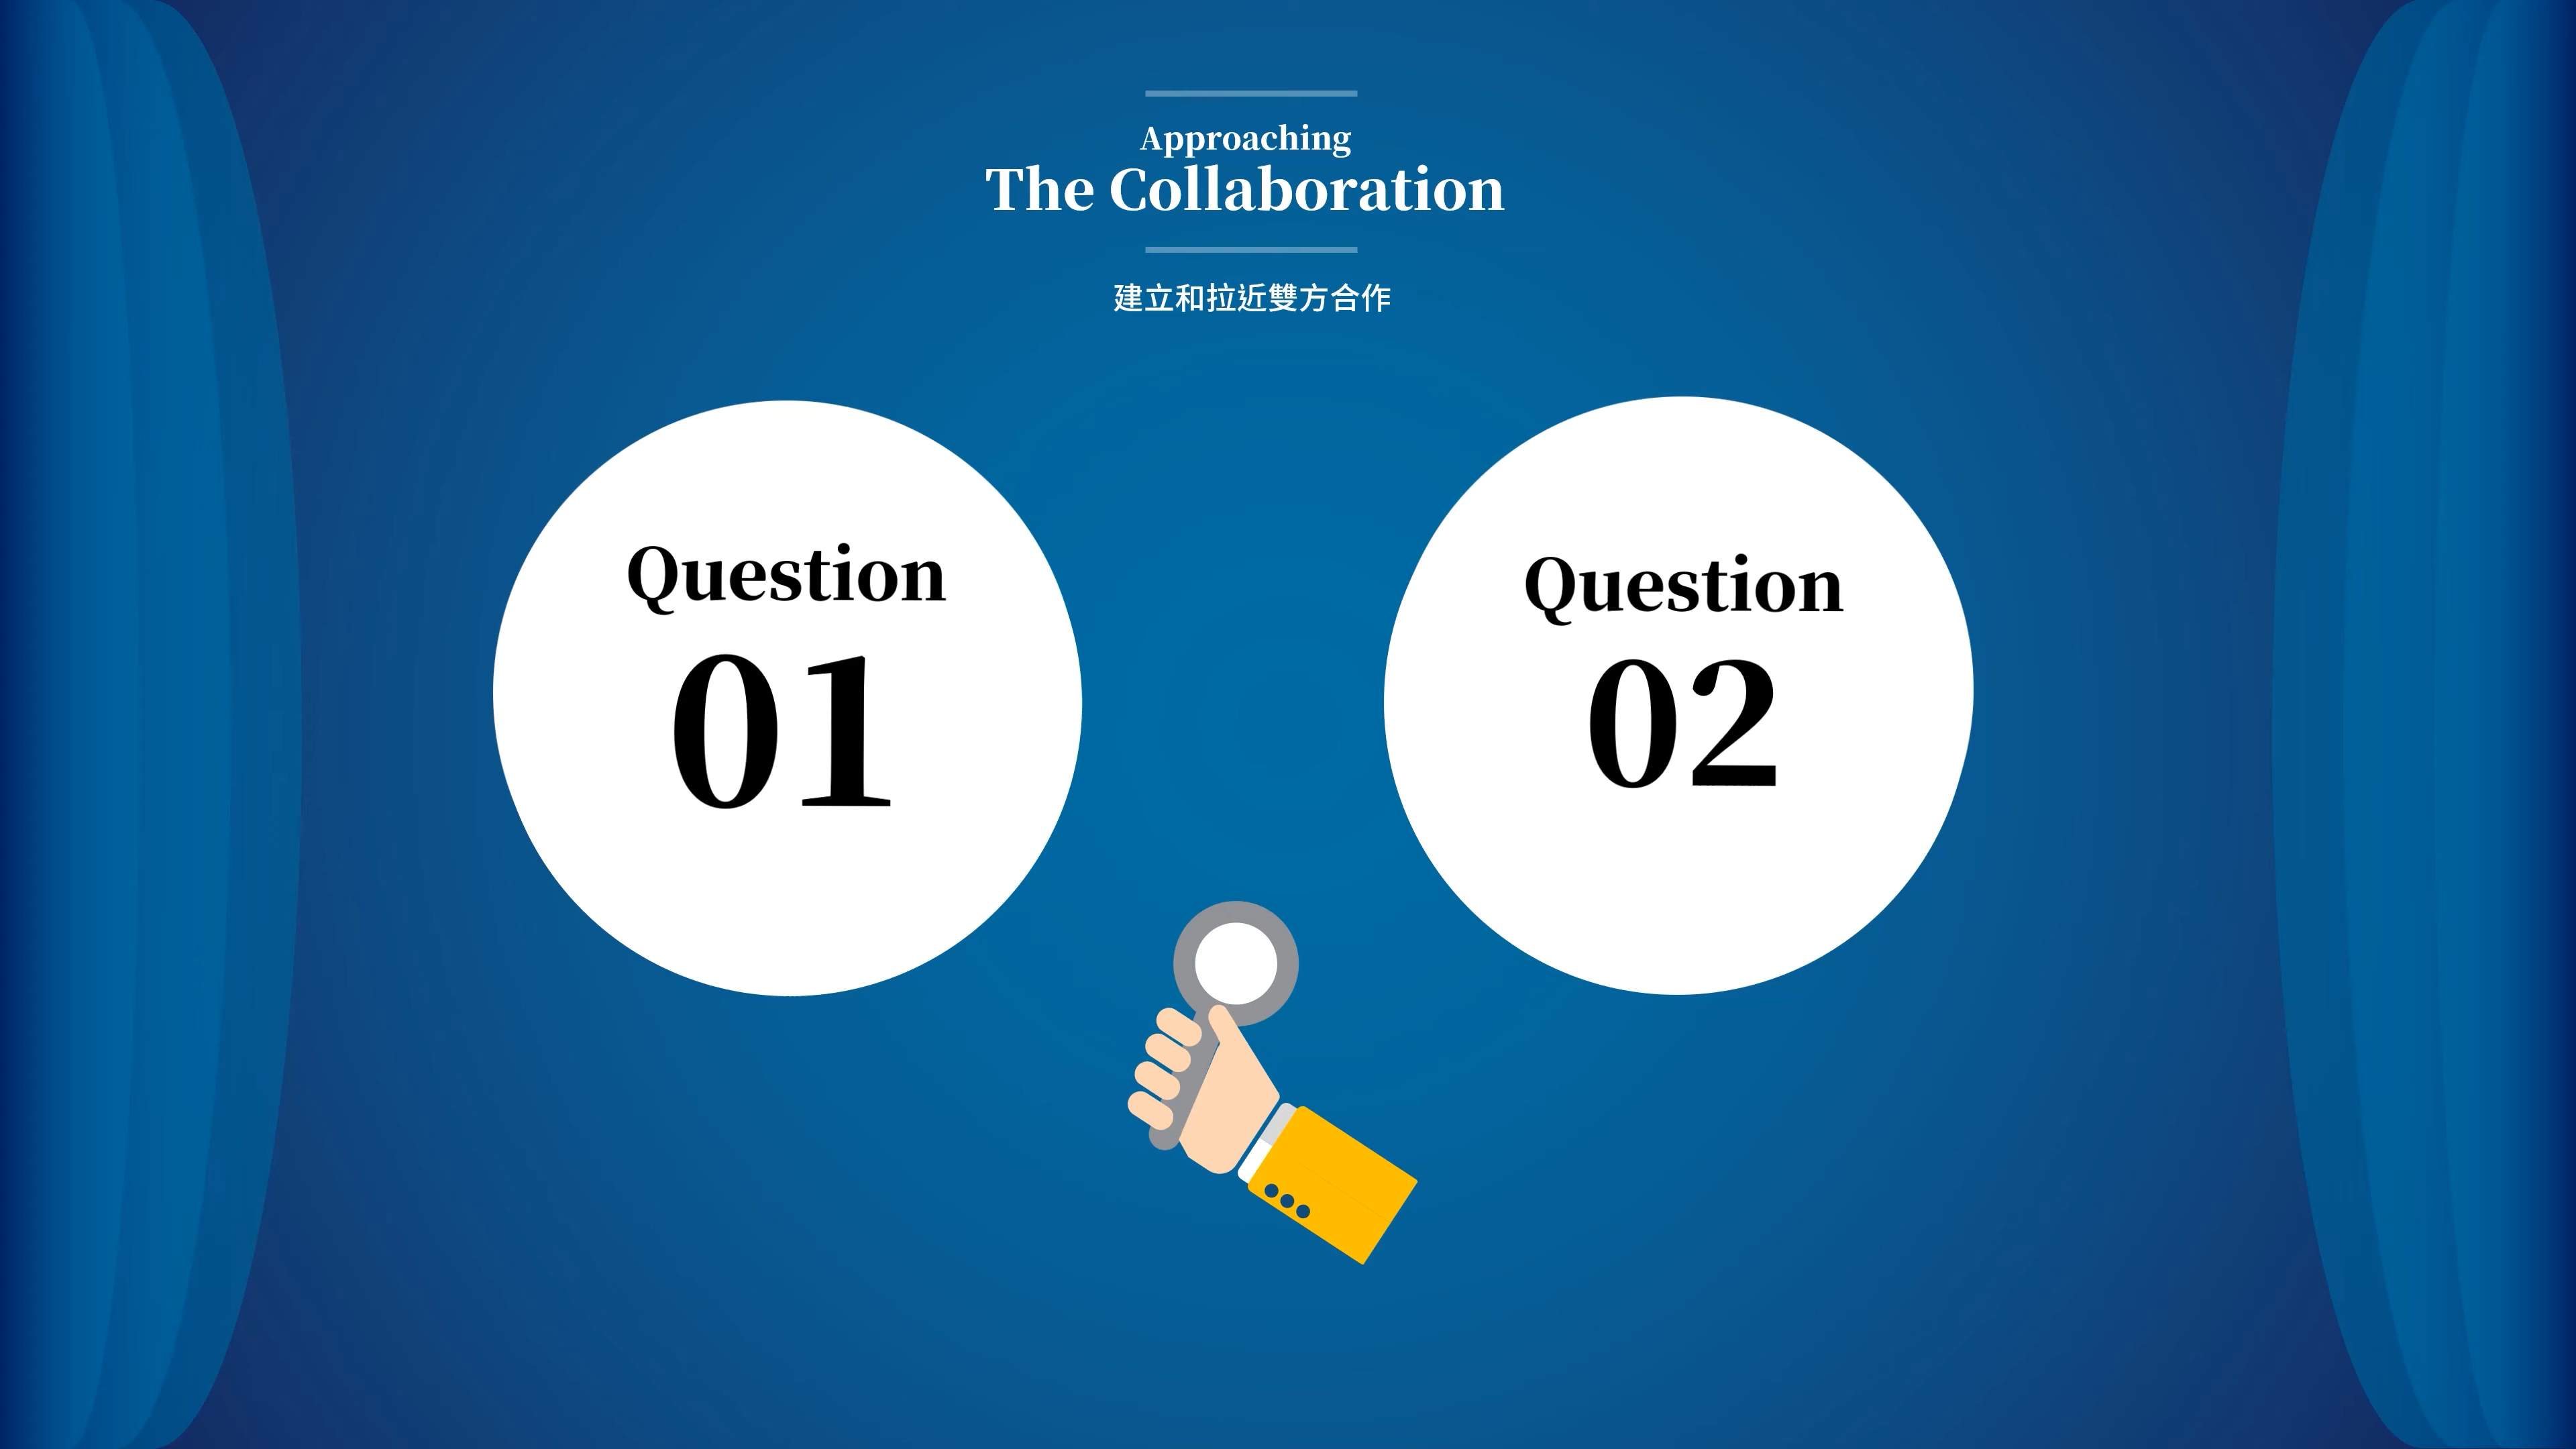 Approaching
The Collaboration
建立和拉近雙方合作
Question
01
Question
02